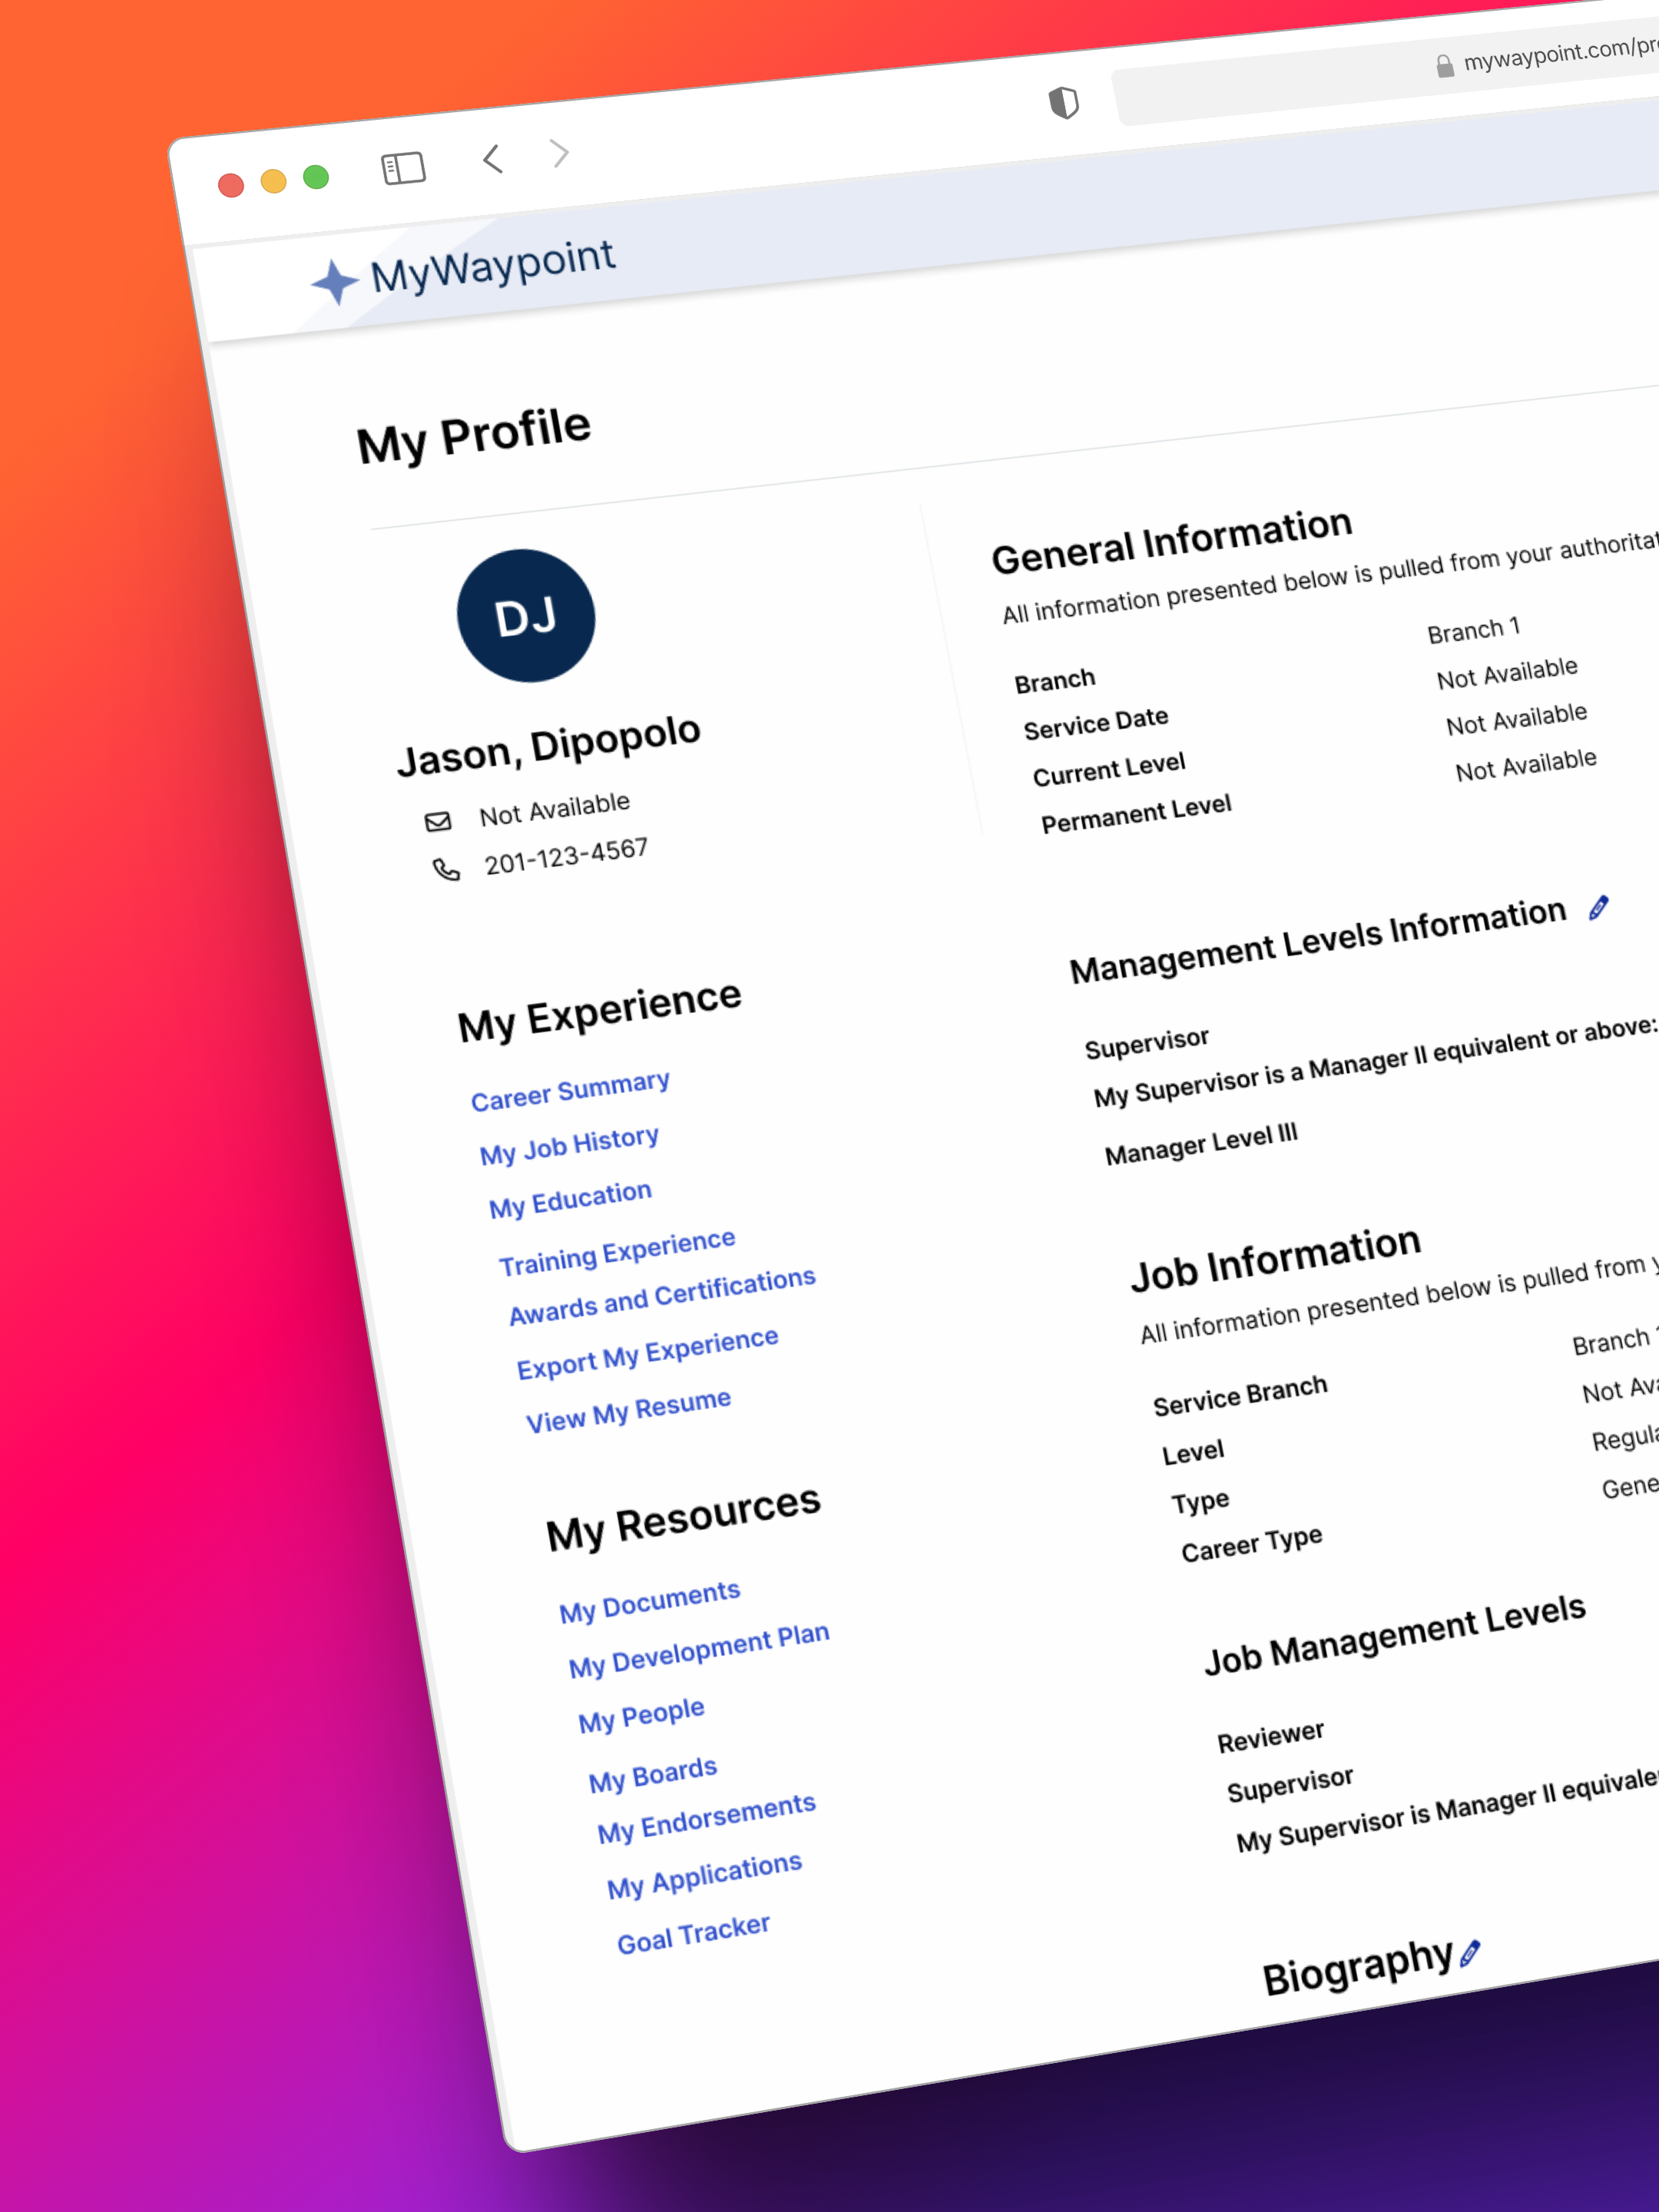 mywaypoint.com/pr
MyWaypoint
My Profile
DJ
Jason, Dipopolo
Not Available
201-123-4567
My Experience
Career Summary
My Job History
My Education
Training Experience
Awards and Certifications
Export My Experience
View My Resume
My Resources
My Documents
My Development Plan
My People
My Boards
My Endorsements
My Applications
Goal Tracker
General Information
All information presented below is pulled from your authoritat
Branch Branch 1
Service Date Not Available
Current Level Not Available
Permanent Level Not Available
Management Levels Information
Supervisor
My Supervisor is a Manager II equivalent or above:
Manager Level III
Job Information
All information presented below is pulled from y
Service Branch Branch 1
Level Not Ava
Type Regula
Career Type Gene
Job Management Levels
Reviewer
Supervisor
My Supervisor is Manager II equivale
Biography